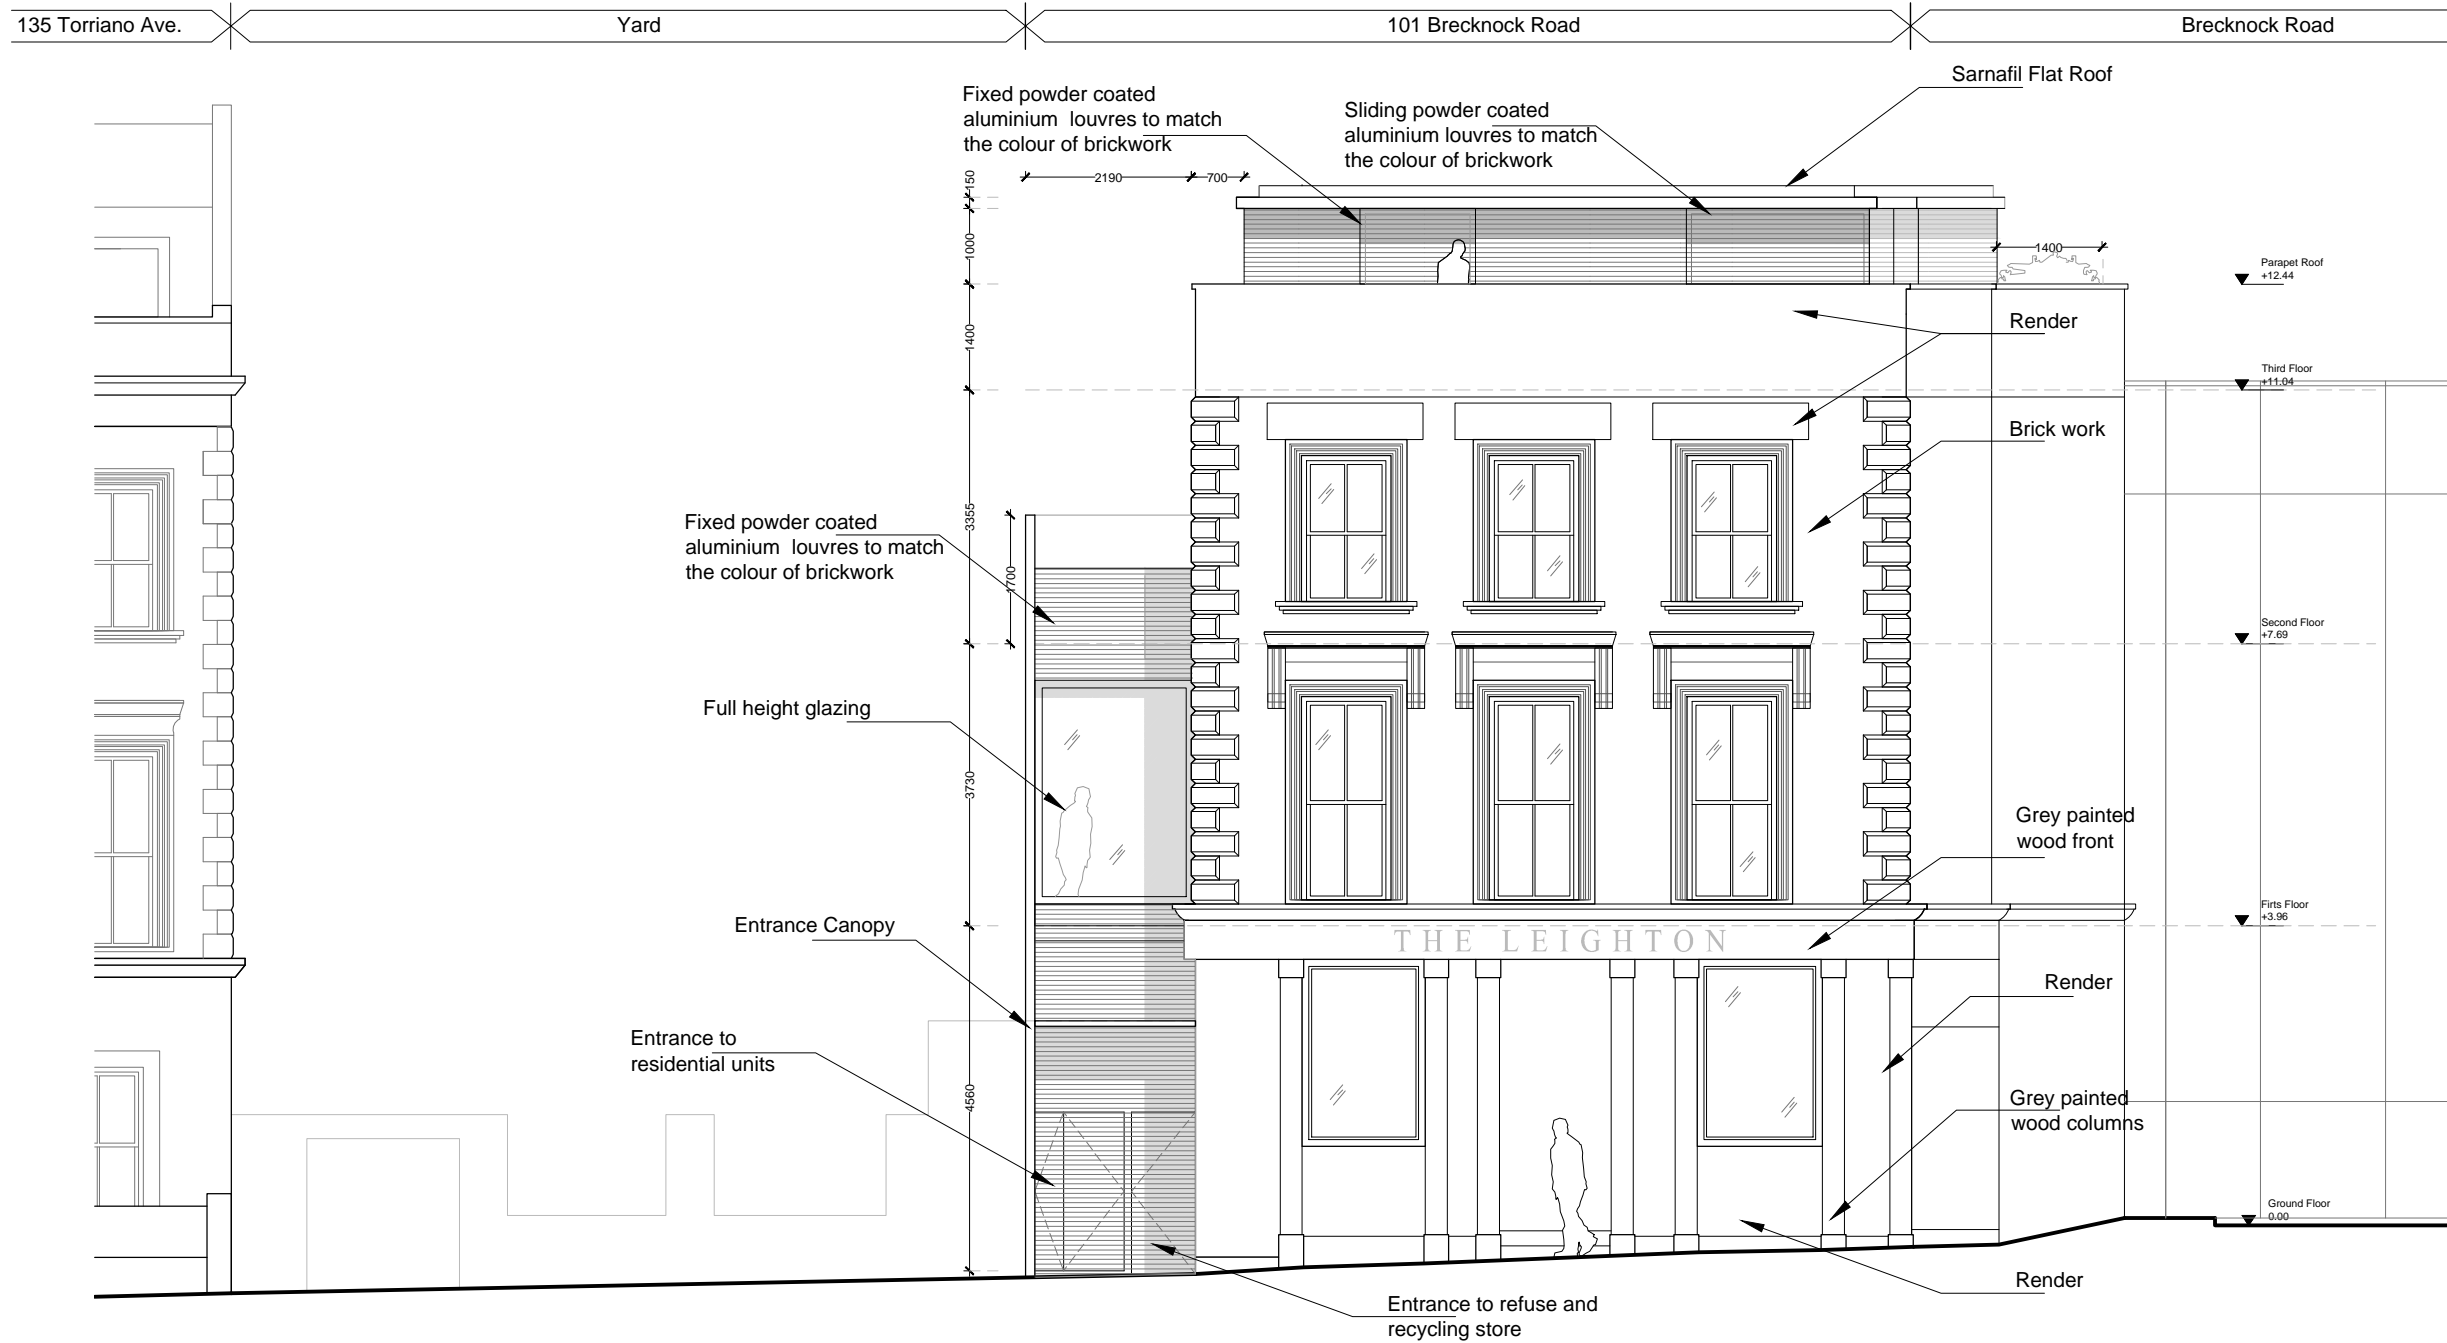 135 Torriano Ave.
Yard
101 Brecknock Road
Brecknock Road
Sarnafil Flat Roof
Fixed powder coated
aluminium louvres to match
the colour of brickwork
Sliding powder coated
aluminium louvres to match
the colour of brickwork
2190
700
150
1000
1400
1400
Parapet Roof
+12.44
Render
Third Floor
+11.04
Brick work
3355
1700
Fixed powder coated
aluminium louvres to match
the colour of brickwork
Second Floor
+7.69
Full height glazing
3730
Grey painted
wood front
Firts Floor
+3.96
Entrance Canopy
THE LEIGHTON
Render
Entrance to
residential units
4560
Grey painted
wood columns
Ground Floor
0.00
Render
Entrance to refuse and
recycling store